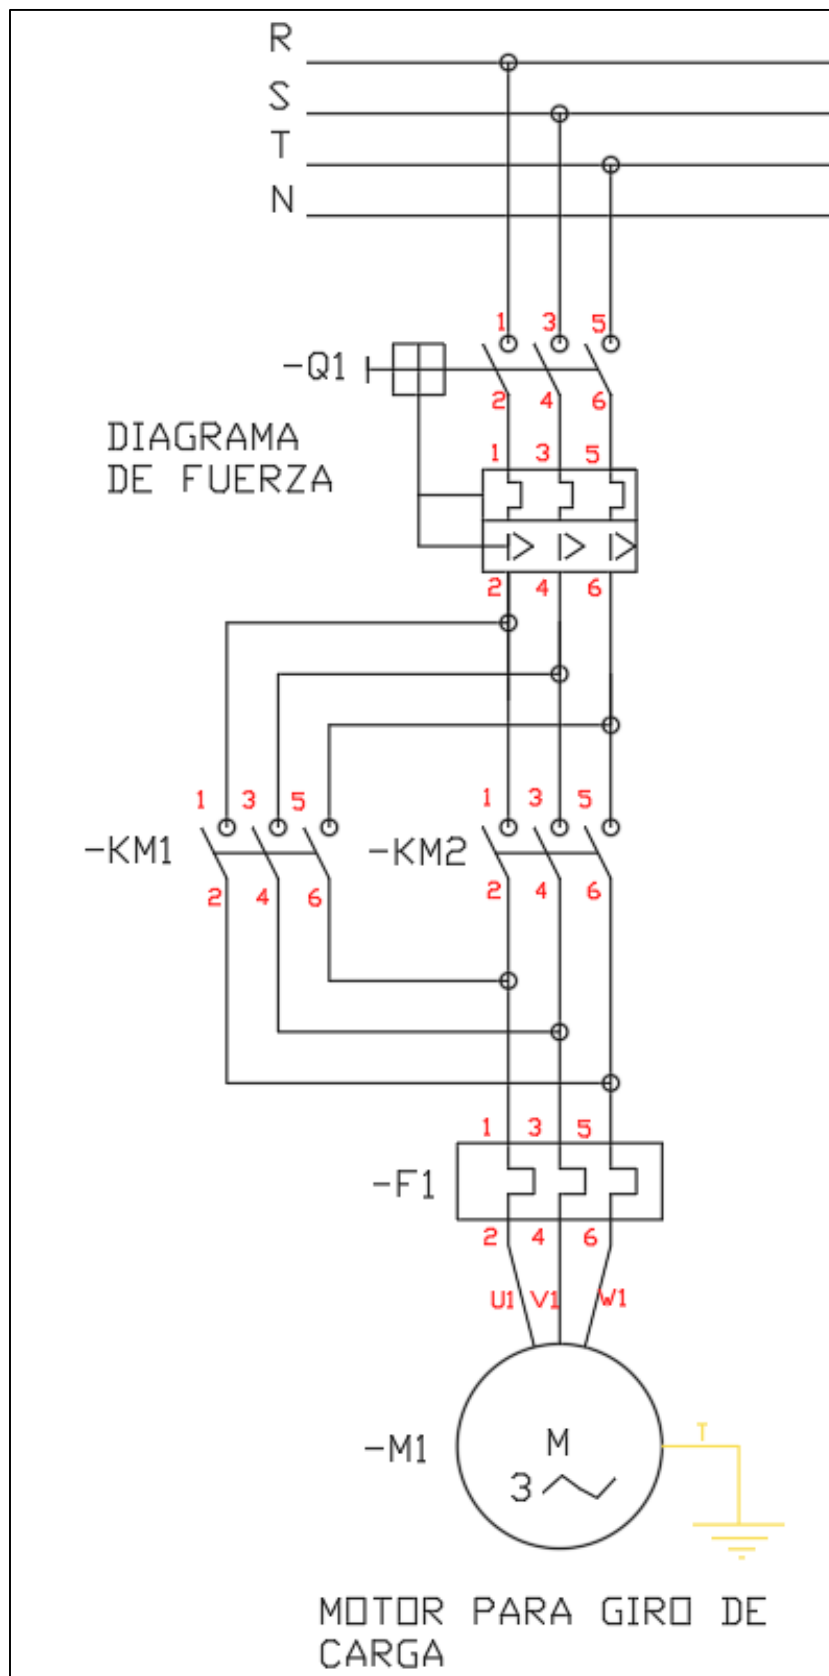 R
S
T
N
1 3 5
-Q1
2 4 6
DIAGRAMA
DE FUERZA
1 3 5
2 4 6
1 3 5 1 3 5
-KM1 -KM2
2 4 6 2 4 6
1 3 5
-F1
2 4 6
U1 V1 W1
-M1 M T
3
MOTOR PARA GIRO DE
CARGA